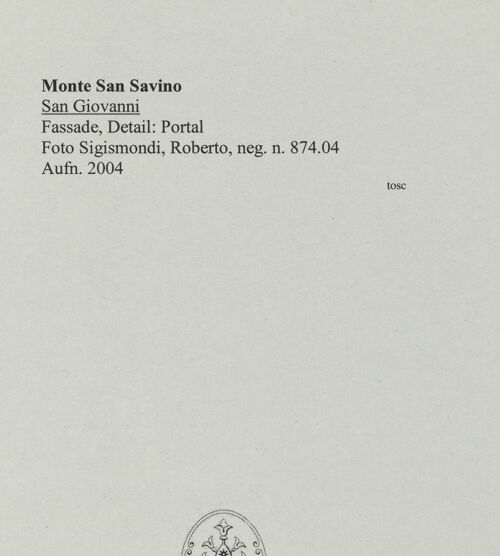 Monte San Savino
San Giovanni
Fassade, Detail: Portal
Foto Sigismondi, Roberto, neg. n. 874.04
Aufn. 2004
tosc